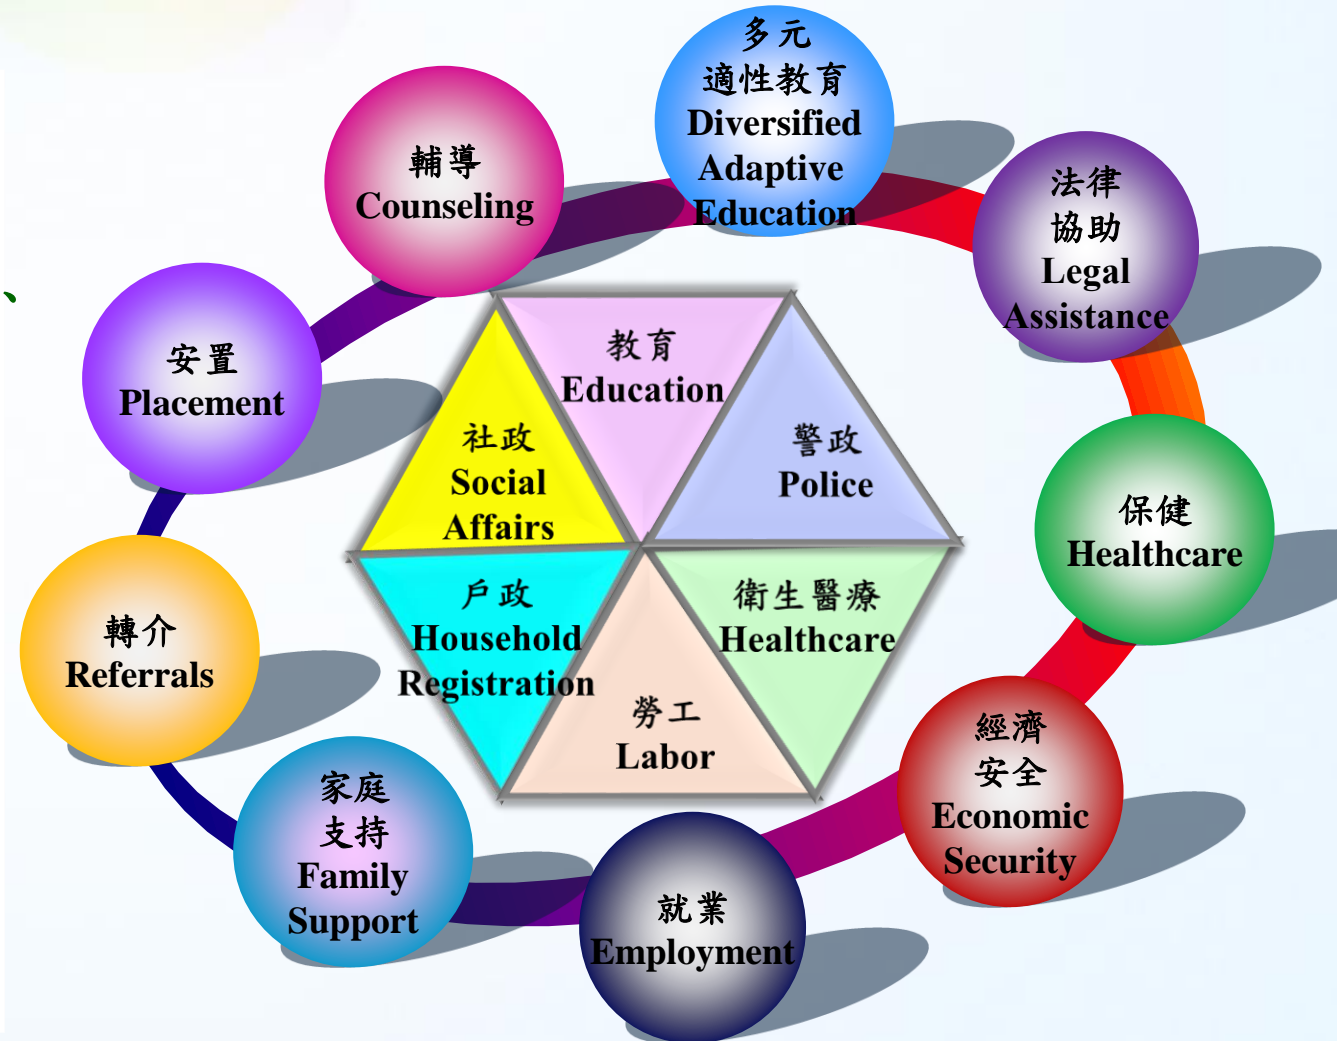 多元
適性教育
Diversified
Adaptive
Education
輔導
Counseling
法律
協助
Legal
Assistance
安置
Placement
教育
Education
社政
Social
Affairs
警政
Police
保健
Healthcare
戶政
Household
Registration
衛生醫療
Healthcare
勞工
Labor
轉介
Referrals
經濟
安全
Economic
Security
家庭
支持
Family
Support
就業
Employment